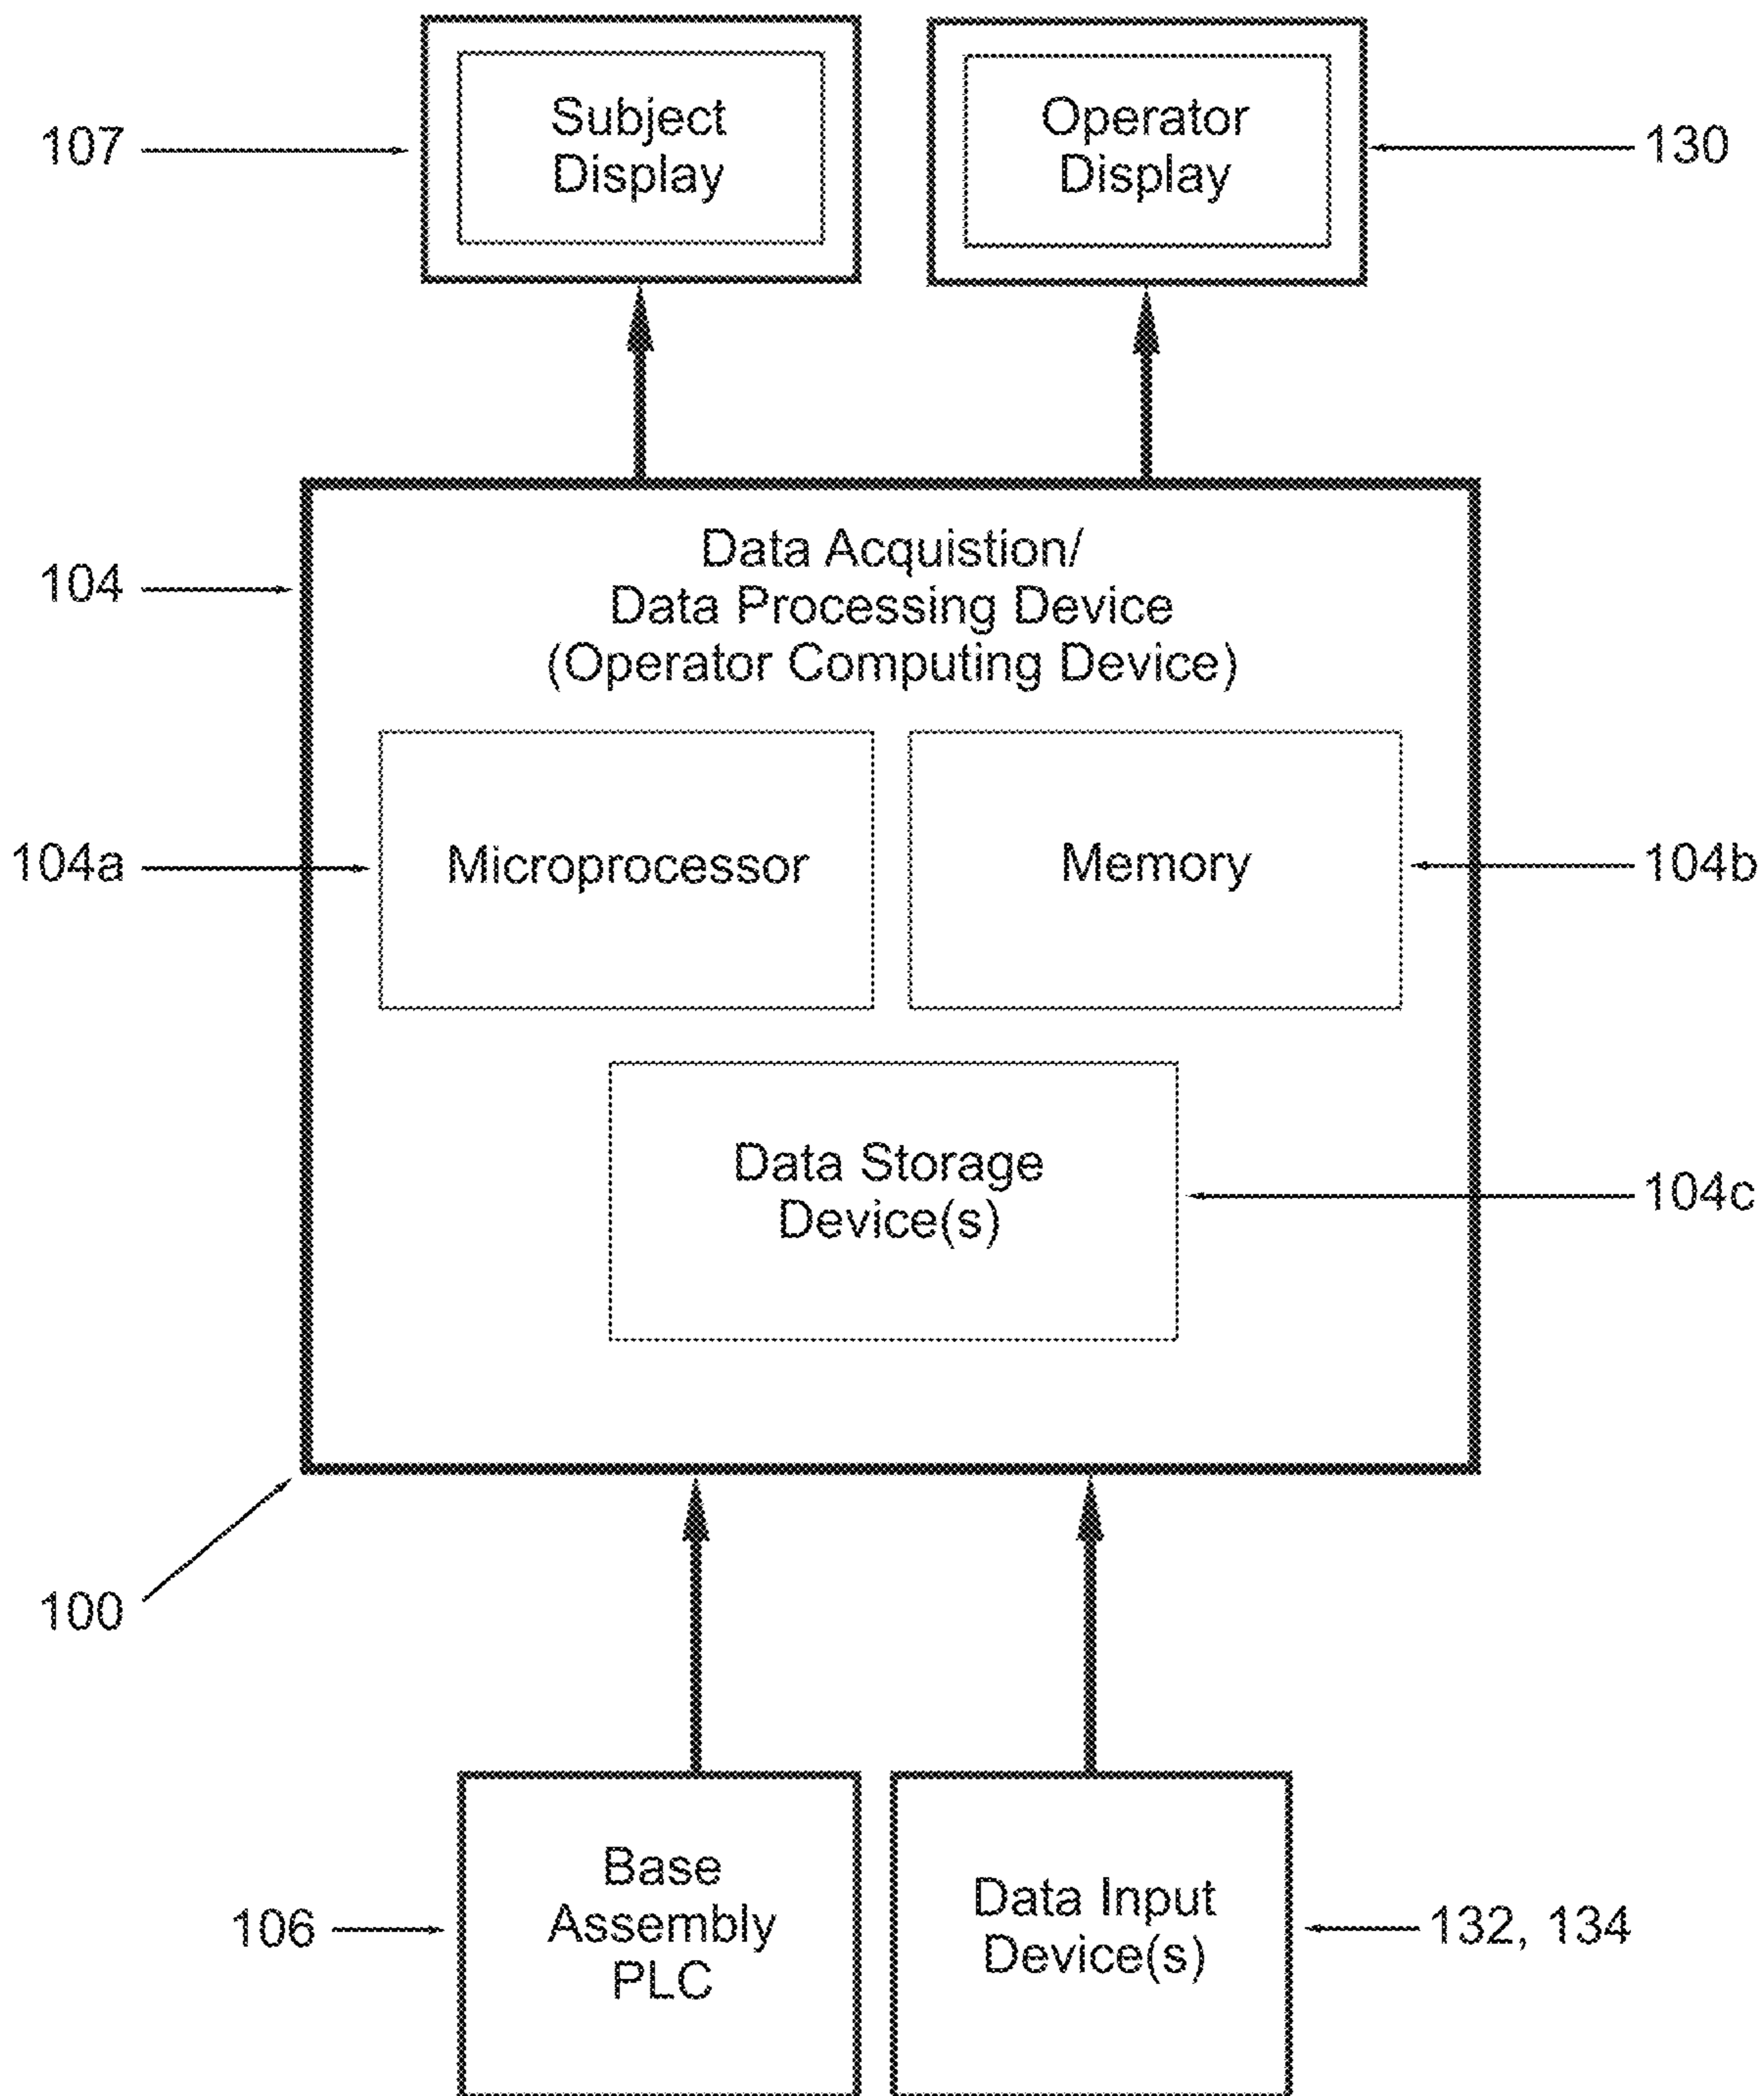 107
Subject
Display
Operator
Display
130
104
Data Acquistion/
Data Processing Device
(Operator Computing Device)
104a
Microprocessor
Memory
104b
Data Storage
Device(s)
104c
100
106
Base
Assembly
PLC
Data Input
Device(s)
132, 134